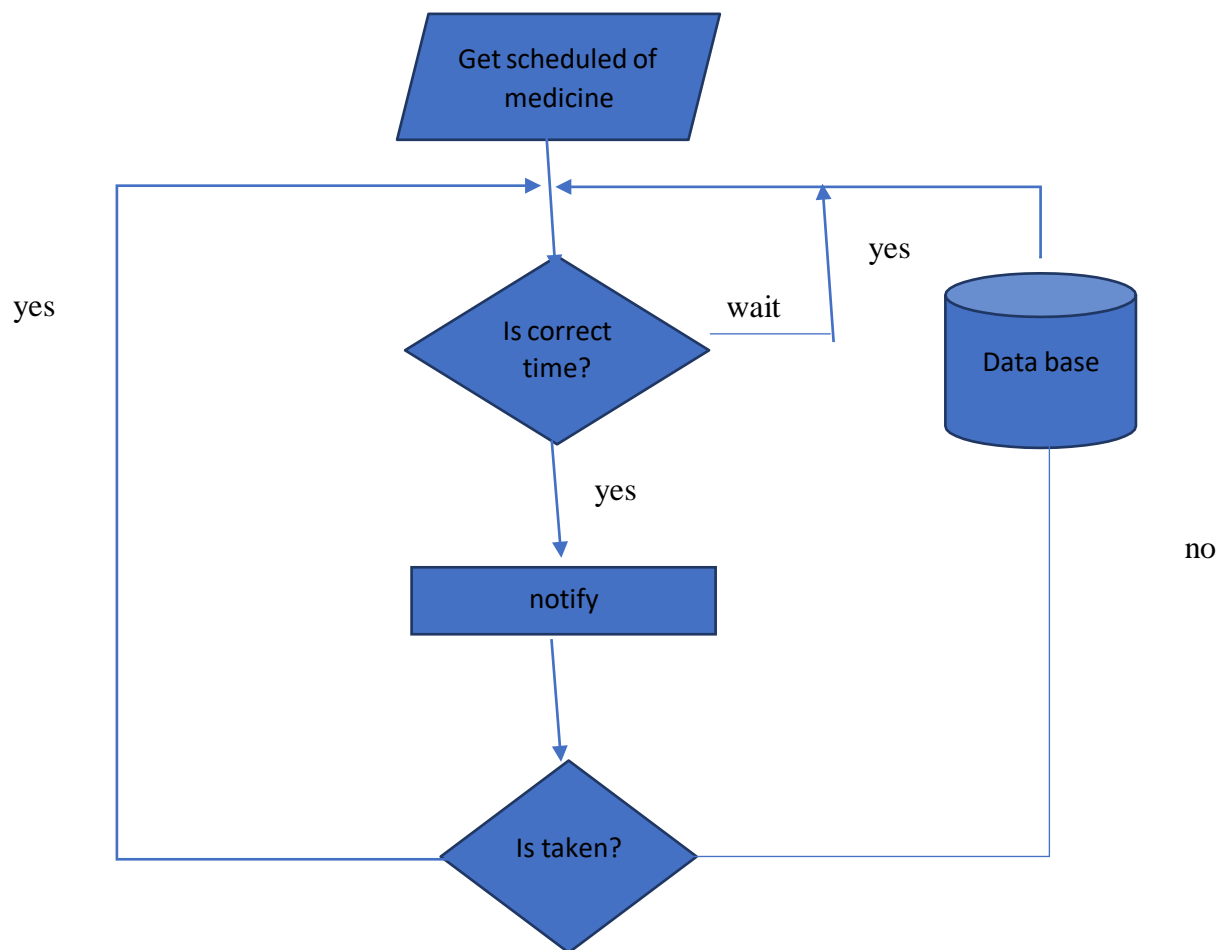 Get scheduled of
medicine
yes
yes
wait
Is correct
time?
Data base
yes
no
notify
Is taken?